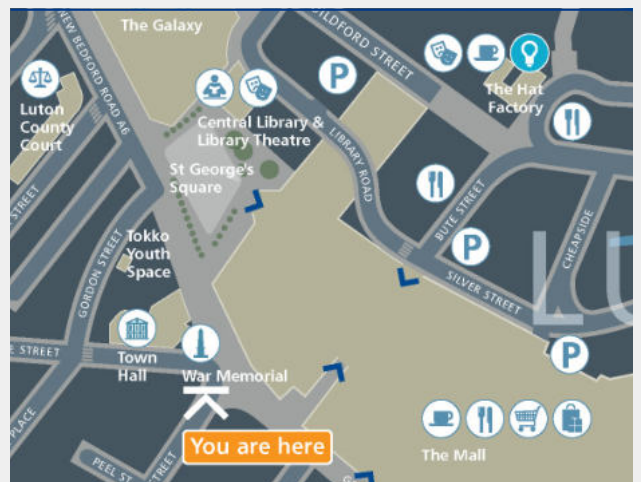 The Galaxy
NEW BEDFORD ROAD A6
UILDFORD STREET
P
The Hat
Factory
Luton
County
Court
Central Library &
Library Theatre
LIBRARY ROAD
St George's
Square
BUTE STREET
CHEAPSIDE
STREET
Tokko
Youth
Space
GORDON STREET
P
SILVER STREET
LU
E STREET
Town
Hall
War Memorial
P
PLACE
You are here
The Mall
PEEL ST
G